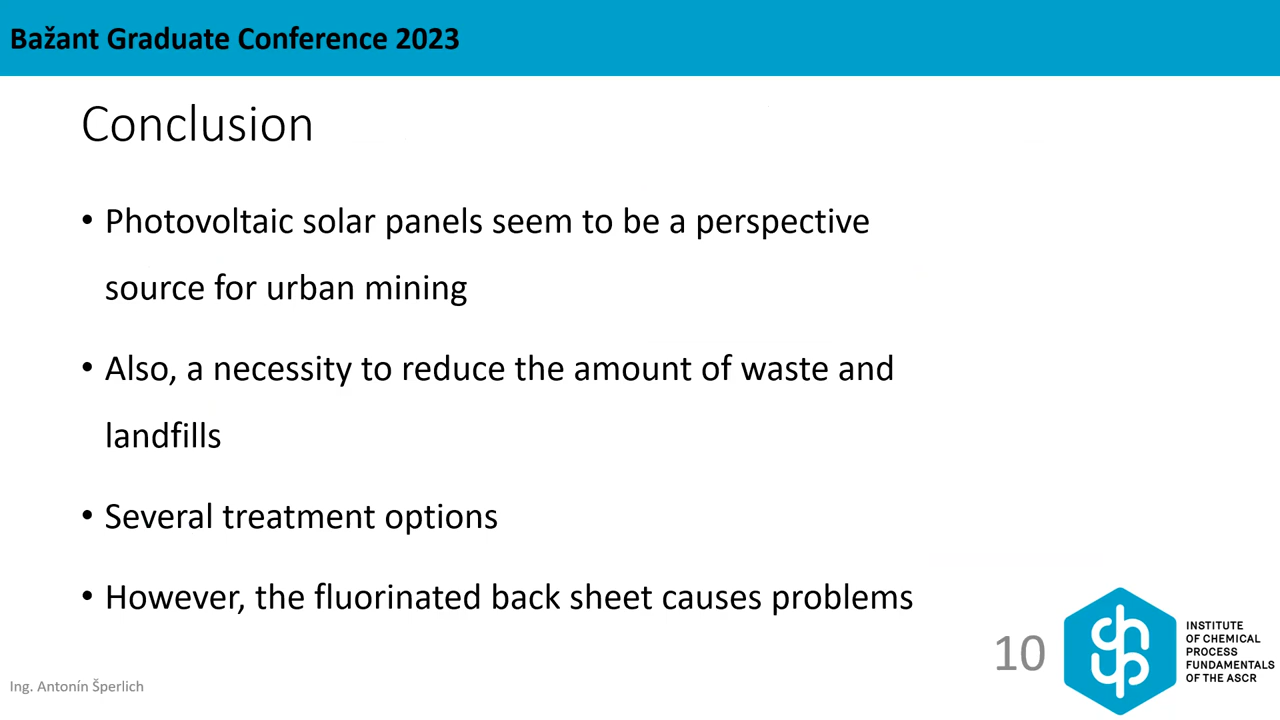 Bažant Graduate Conference 2023
Conclusion
• Photovoltaic solar panels seem to be a perspective
source for urban mining
• Also, a necessity to reduce the amount of waste and
landfills
• Several treatment options
• However, the fluorinated back sheet causes problems
10
INSTITUTE
OF CHEMICAL
PROCESS
FUNDAMENTALS
OF THE ASCR
Ing. Antonín Šperlich